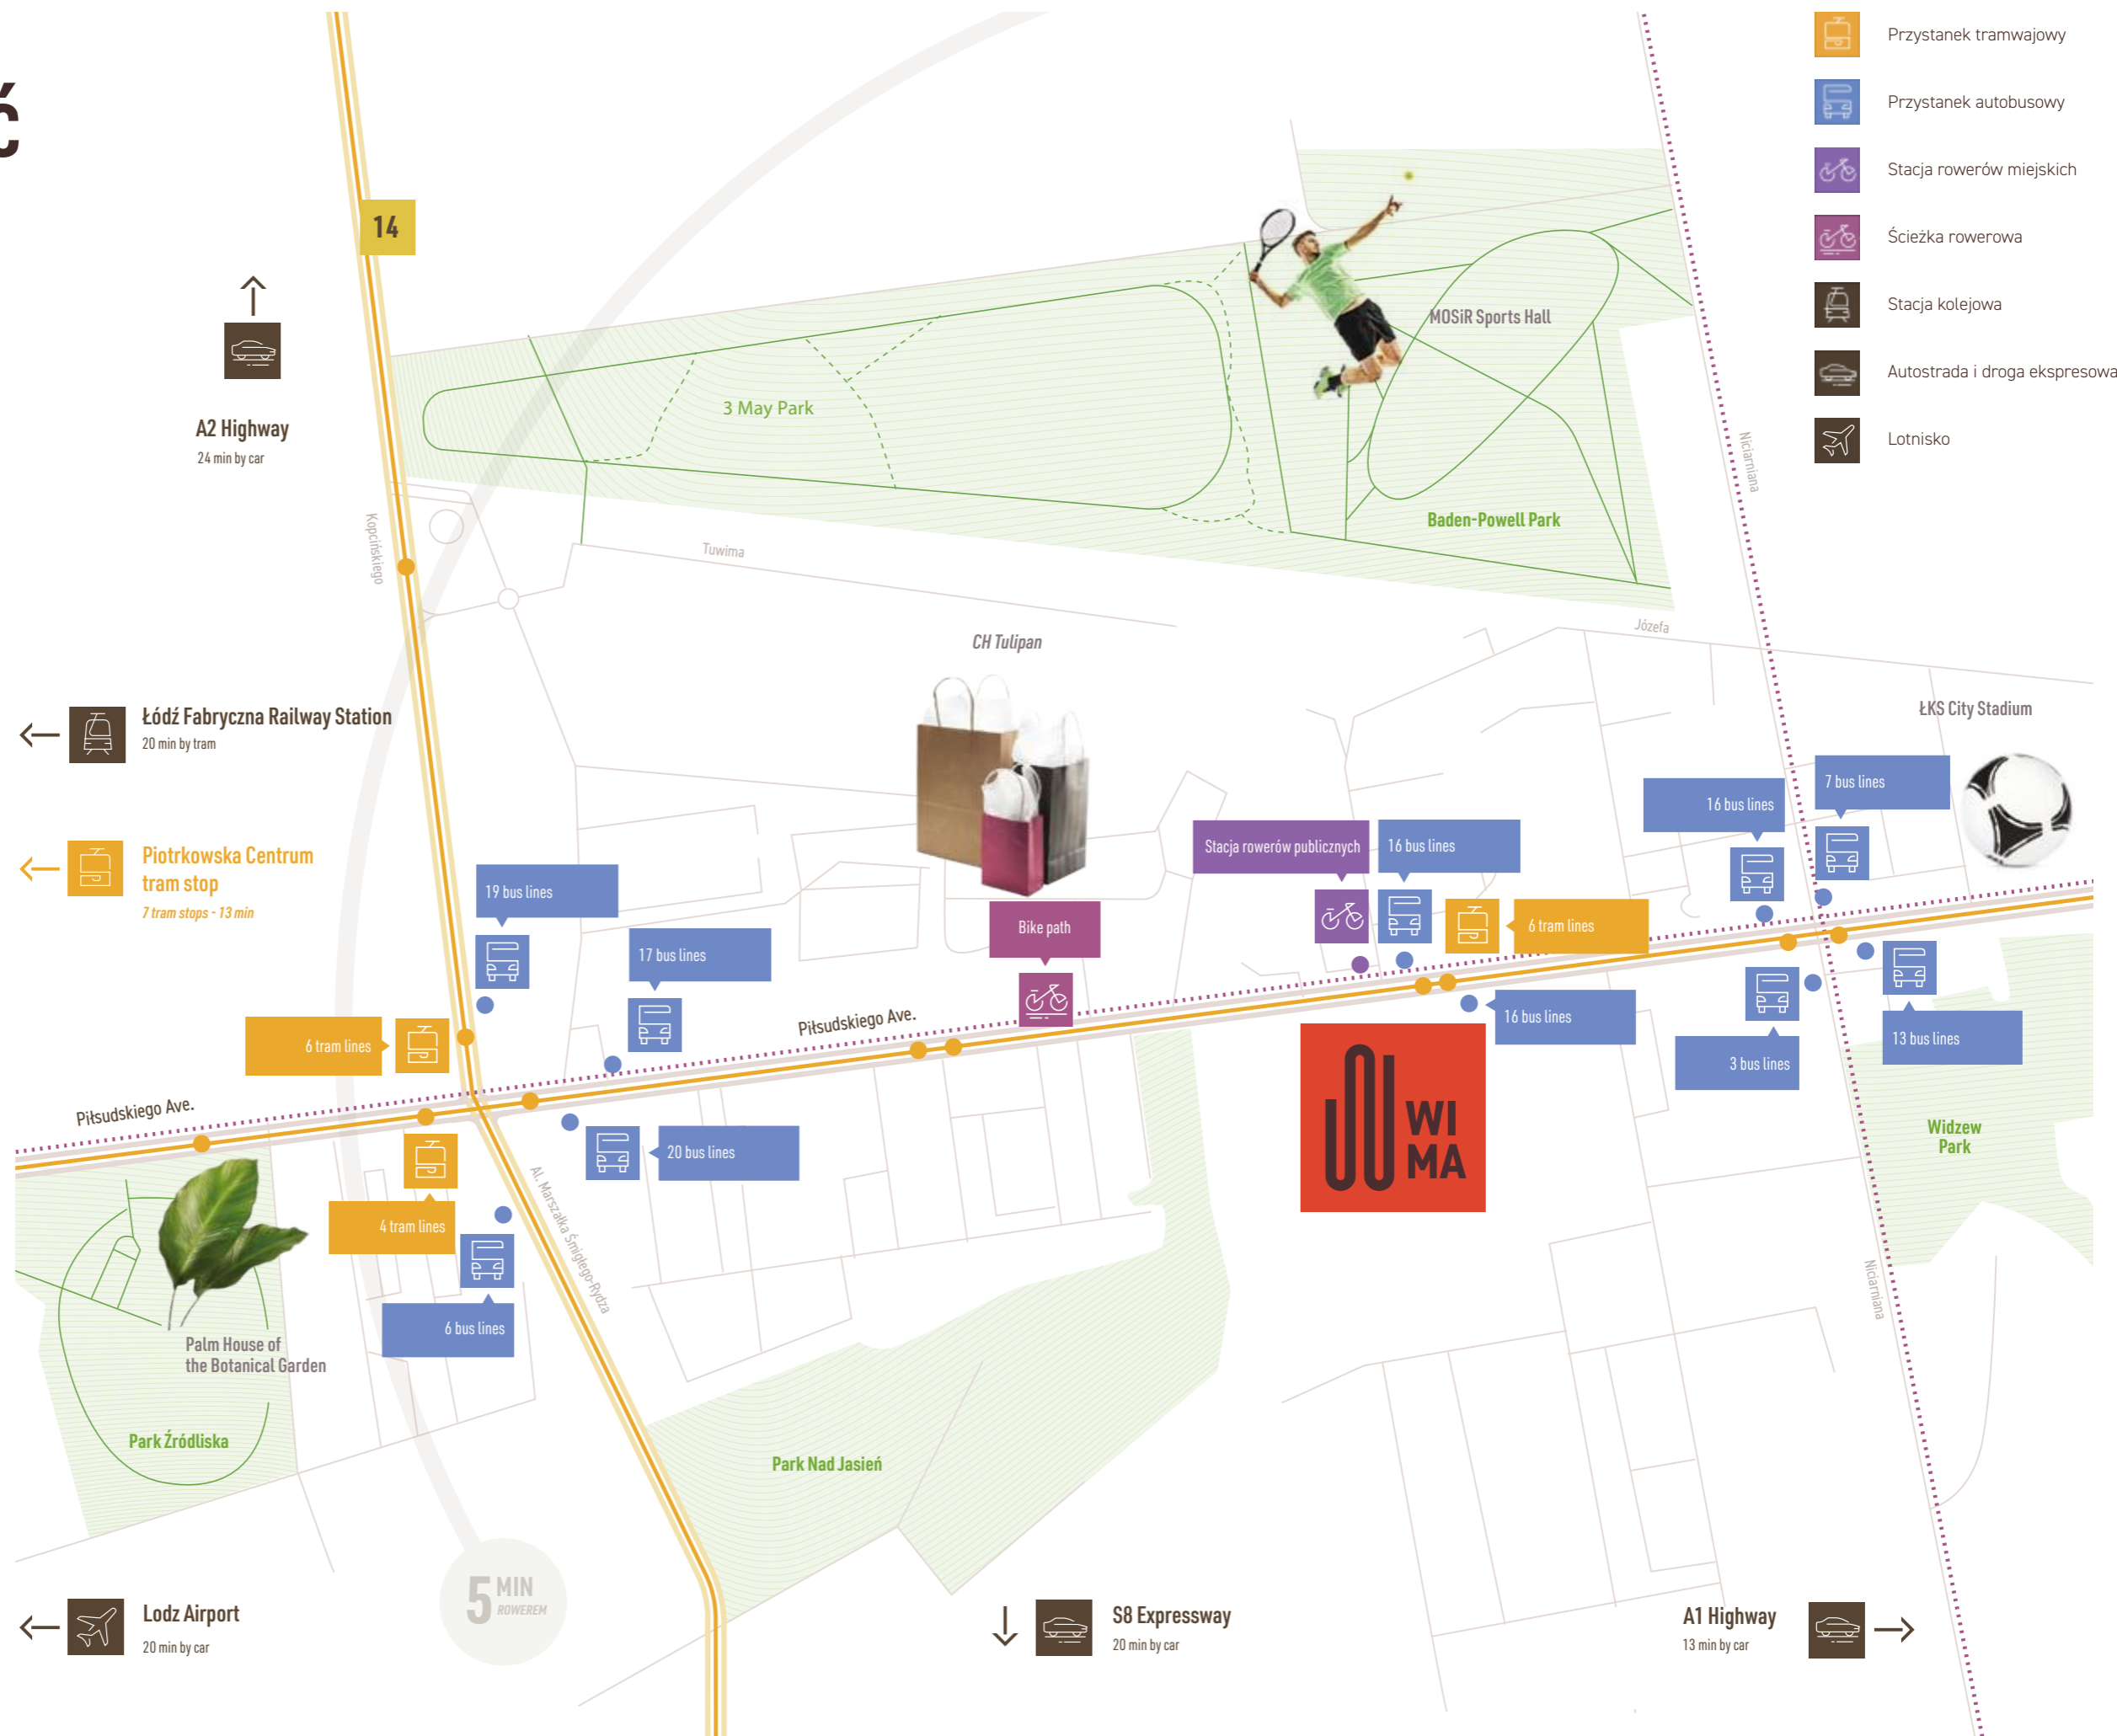 Ć
Przystanek tramwajowy
Przystanek autobusowy
Stacja rowerów miejskich
Ścieżka rowerowa
Stacja kolejowa
Autostrada i droga ekspresowa
Lotnisko
14
A2 Highway
24 min by car
3 May Park
MOSiR Sports Hall
Baden-Powell Park
Niciarniana
Kopcińskiego
Tuwima
Józefa
CH Tulipan
ŁKS City Stadium
Łódź Fabryczna Railway Station
20 min by tram
Piotrkowska Centrum
tram stop
7 tram stops - 13 min
19 bus lines
17 bus lines
Bike path
Stacja rowerów publicznych
16 bus lines
6 tram lines
16 bus lines
7 bus lines
6 tram lines
Piłsudskiego Ave.
16 bus lines
3 bus lines
13 bus lines
Piłsudskiego Ave.
20 bus lines
4 tram lines
6 bus lines
Al. Marszałka Śmigłego-Rydza
WI
MA
Widzew
Park
Niciarniana
Palm House of
the Botanical Garden
Park Źródliska
Park Nad Jasień
5 MIN
ROWEREM
Lodz Airport
20 min by car
S8 Expressway
20 min by car
A1 Highway
13 min by car